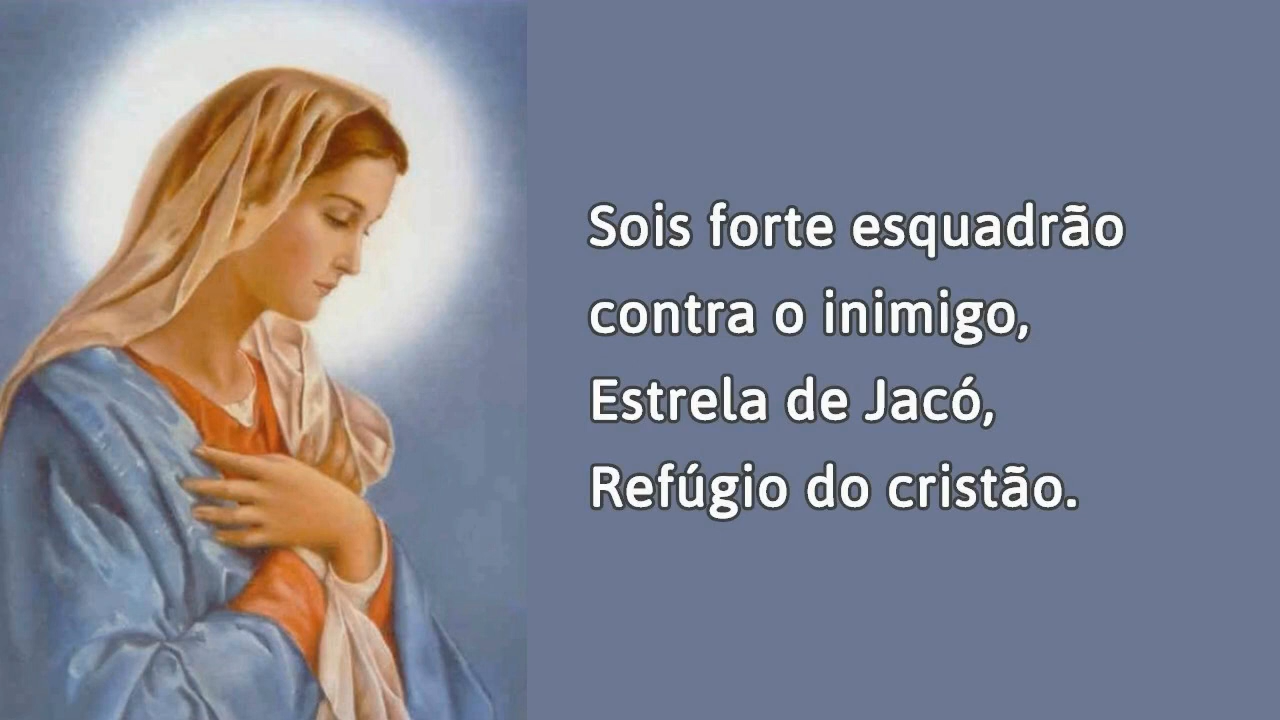 Sois forte esquadrão
contra o inimigo,
Estrela de Jacó,
Refúgio do cristão.